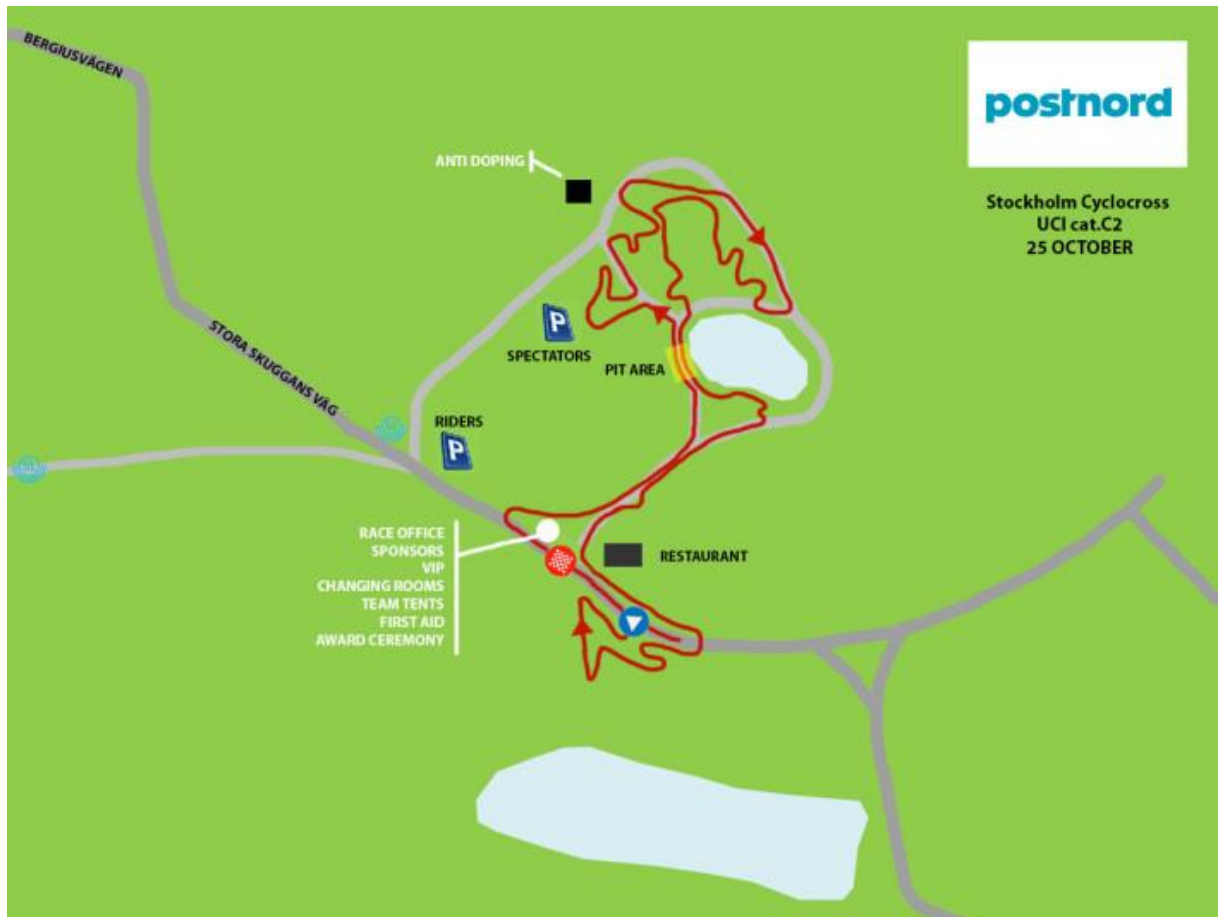 BERGIUSVÄGEN
postnord
Stockholm Cyclocross
UCI cat.C2
25 OCTOBER
ANTI DOPING
P
SPECTATORS
PIT AREA
STORA SKUGGANS VÄG
RIDERS
P
RACE OFFICE
SPONSORS
VIP
CHANGING ROOMS
TEAM TENTS
FIRST AID
AWARD CEREMONY
RESTAURANT